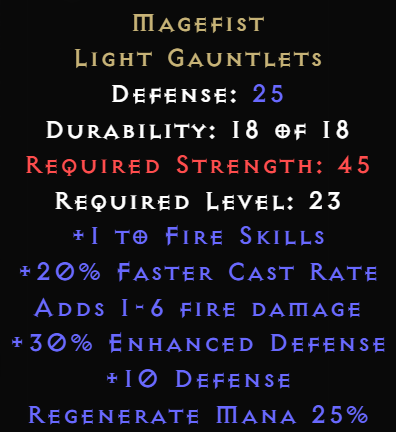 Magefist
Light Gauntlets
Defense: 25
Durability: 18 of 18
Required Strength: 45
Required Level: 23
+1 to Fire Skills
+20% Faster Cast Rate
Adds 1-6 fire damage
+30% Enhanced Defense
+10 Defense
Regenerate Mana 25%